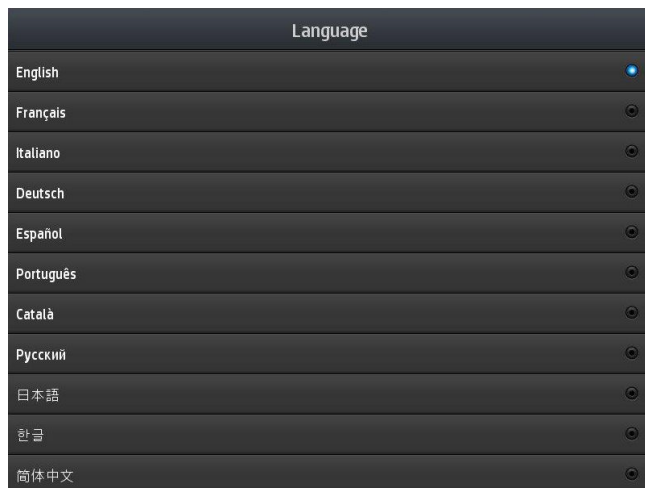 Language
English
Français
Italiano
Deutsch
Español
Português
Català
Русский
日本語
한글
简体中文